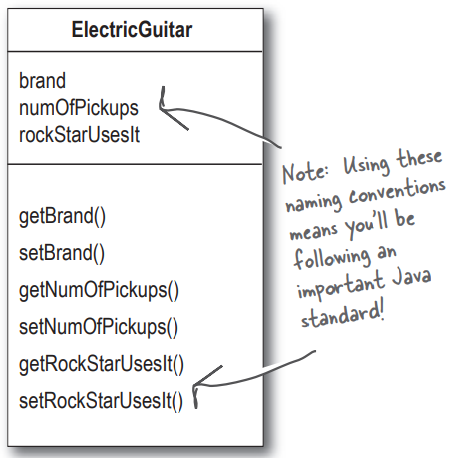 ElectricGuitar
brand
numOfPickups
rockStarUsesIt
getBrand()
setBrand()
getNumOfPickups()
setNumOfPickups()
getRockStarUsesIt()
setRockStarUsesIt()
Note: Using these
naming conventions
means you'll be
following an
important Java
standard!